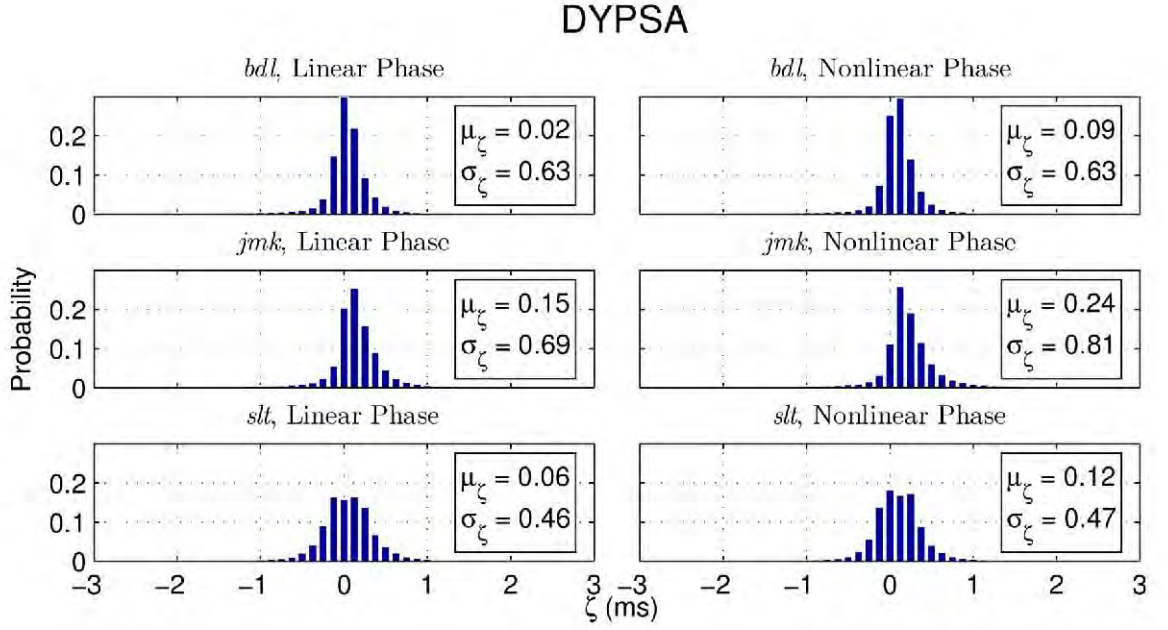 DYPSA
bdl, Linear Phase
0.2
0.1
0
μζ = 0.02
σζ = 0.63
bdl, Nonlinear Phase
μζ = 0.09
σζ = 0.63
Probability
jmk, Linear Phase
0.2
0.1
0
μζ = 0.15
σζ = 0.69
jmk, Nonlinear Phase
μζ = 0.24
σζ = 0.81
slt, Linear Phase
0.2
0.1
0
μζ = 0.06
σζ = 0.46
slt, Nonlinear Phase
μζ = 0.12
σζ = 0.47
−3 −2 −1 0 1 2 3
−3 −2 −1 0 1 2 3
ζ (ms)